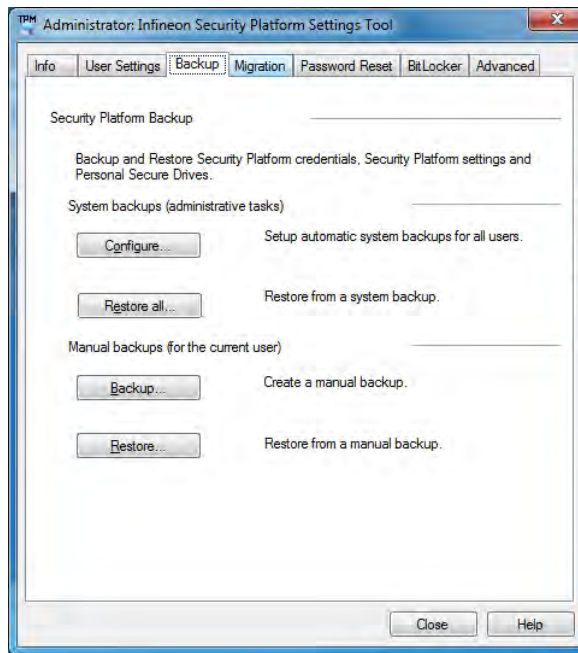 TPM Administrator: Infineon Security Platform Settings Tool
Info User Settings Backup Migration Password Reset BitLocker Advanced
Security Platform Backup
Backup and Restore Security Platform credentials, Security Platform settings and
Personal Secure Drives.
System backups (administrative tasks)
Configure... Setup automatic system backups for all users.
Restore all... Restore from a system backup.
Manual backups (for the current user)
Backup... Create a manual backup.
Restore... Restore from a manual backup.
Close Help